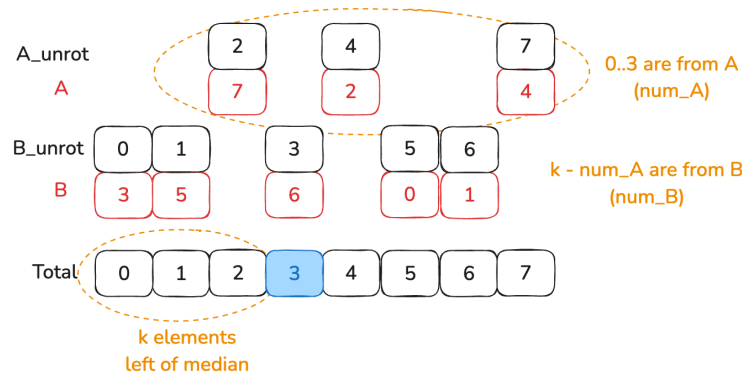 A_unrot 2 4 7
A 7 2 4
0..3 are from A
(num_A)
B_unrot 0 1 3 5 6
B 3 5 6 0 1
k - num_A are from B
(num_B)
Total 0 1 2 3 4 5 6 7
k elements
left of median